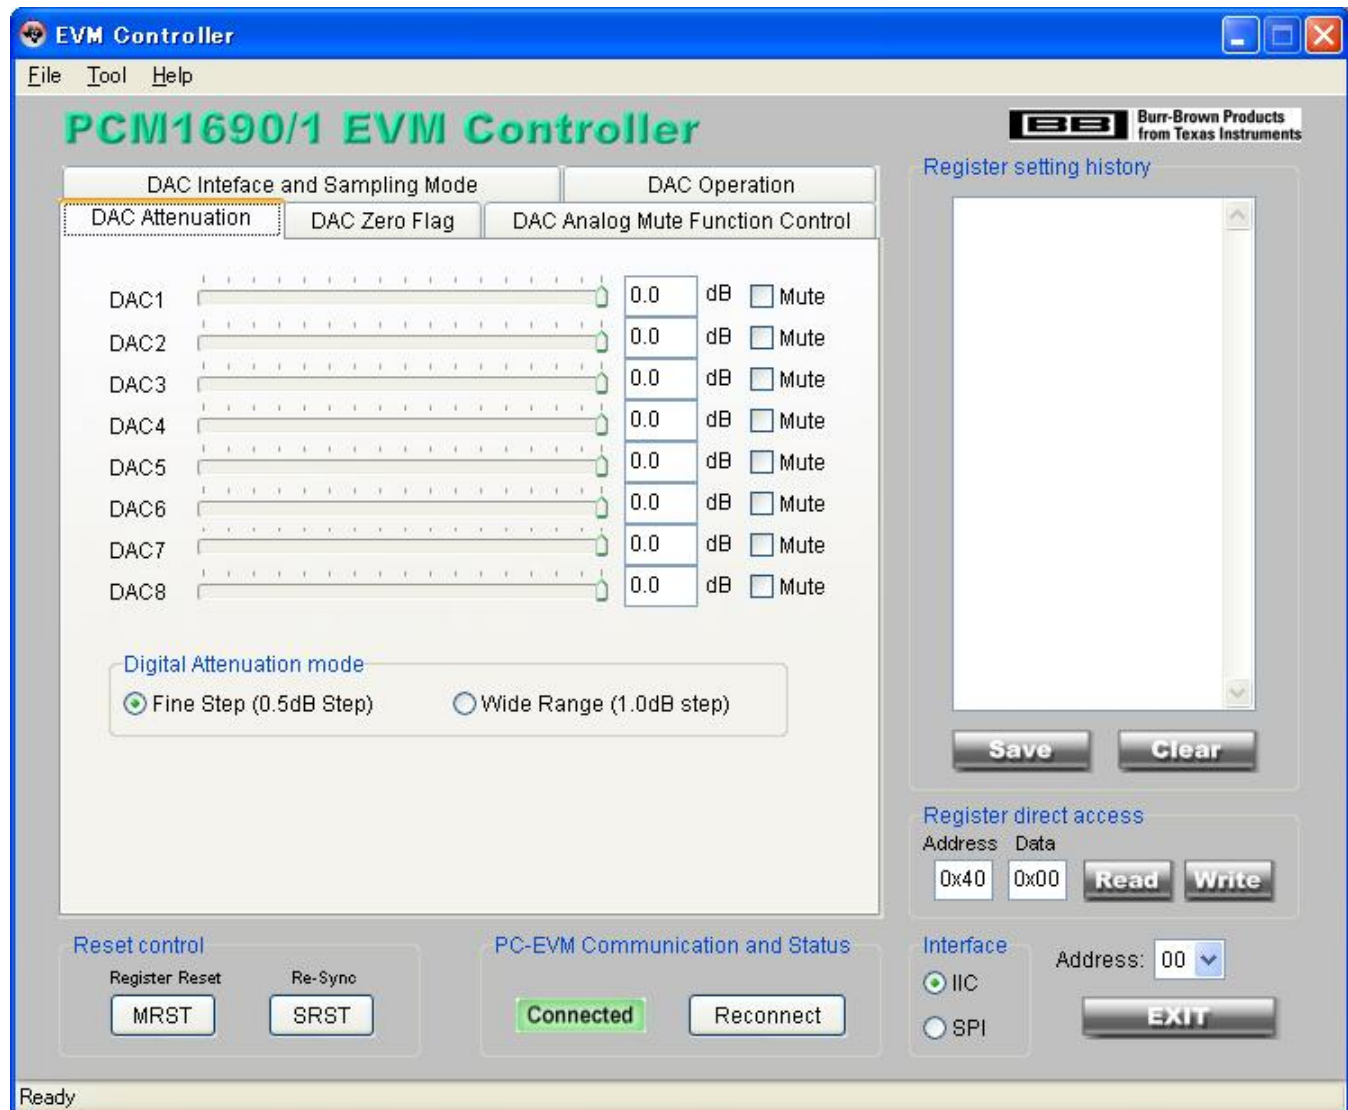 EVM Controller
File Tool Help
PCM1690/1 EVM Controller
BB Burr-Brown Products
from Texas Instruments
DAC Inteface and Sampling Mode DAC Operation
DAC Attenuation DAC Zero Flag DAC Analog Mute Function Control
DAC1 0.0 dB Mute
DAC2 0.0 dB Mute
DAC3 0.0 dB Mute
DAC4 0.0 dB Mute
DAC5 0.0 dB Mute
DAC6 0.0 dB Mute
DAC7 0.0 dB Mute
DAC8 0.0 dB Mute
Digital Attenuation mode
Fine Step (0.5dB Step) Wide Range (1.0dB step)
Register setting history
Save Clear
Register direct access
Address Data
0x40 0x00 Read Write
Reset control
Register Reset Re-Sync
MRST SRST
PC-EVM Communication and Status
Connected Reconnect
Interface
IIC
SPI
Address: 00
EXIT
Ready